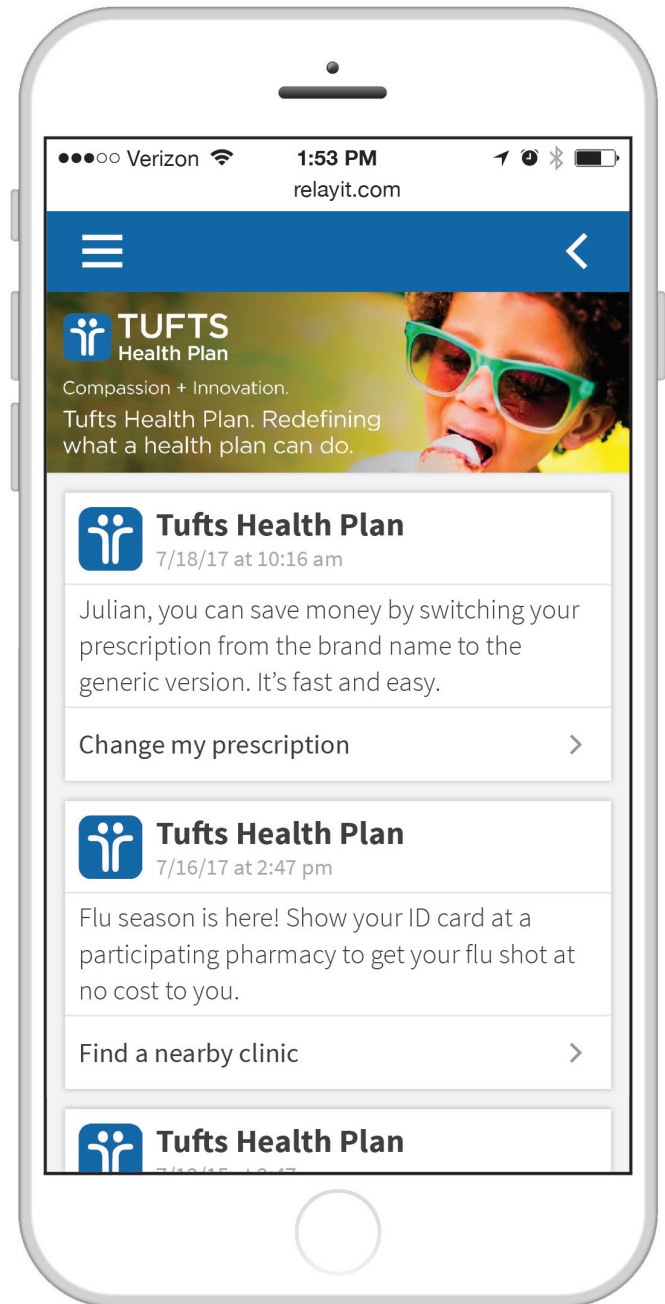 Verizon 1:53 PM
relayit.com
TUFTS
Health Plan
Compassion + Innovation.
Tufts Health Plan. Redefining
what a health plan can do.
Tufts Health Plan
7/18/17 at 10:16 am
Julian, you can save money by switching your
prescription from the brand name to the
generic version. It’s fast and easy.
Change my prescription
Tufts Health Plan
7/16/17 at 2:47 pm
Flu season is here! Show your ID card at a
participating pharmacy to get your flu shot at
no cost to you.
Find a nearby clinic
Tufts Health Plan